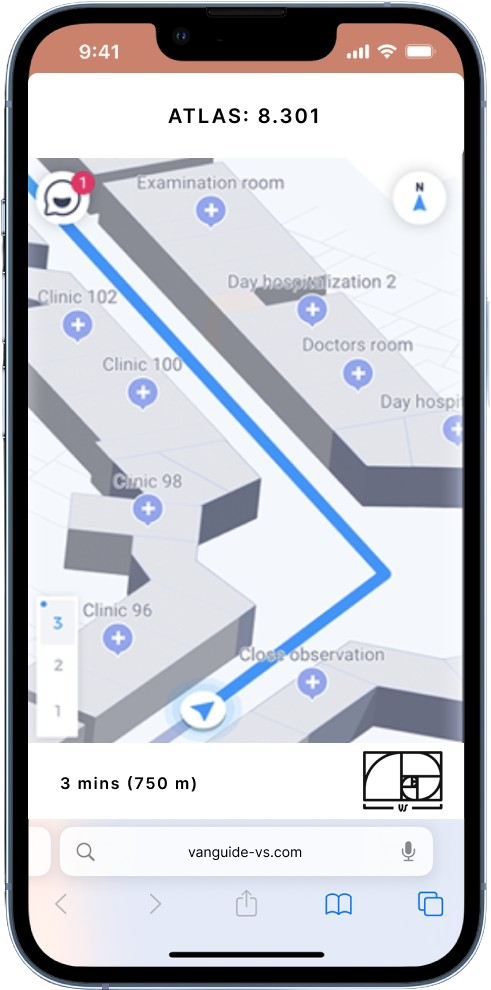 9:41
ATLAS: 8.301
1
N
Examination room
Day hospitalization 2
Clinic 102
Doctors room
Clinic 100
Day hospit
Clinic 98
3
Clinic 96
2
Close observation
1
3 mins (750 m)
VS
vanguide-vs.com